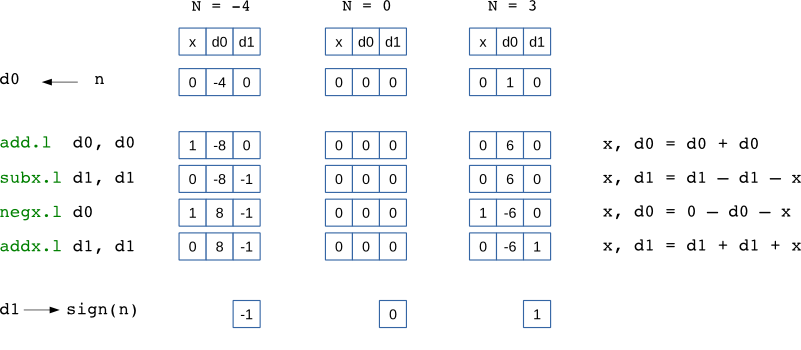 N = -4 N = 0 N = 3
x d0 d1 x d0 d1 x d0 d1
d0 n 0 -4 0 0 0 0 0 1 0
add.l d0, d0 1 -8 0 0 0 0 0 6 0 x, d0 = d0 + d0
subx.l d1, d1 0 -8 -1 0 0 0 0 6 0 x, d1 = d1 – d1 – x
negx.l d0 1 8 -1 0 0 0 1 -6 0 x, d0 = 0 – d0 – x
addx.l d1, d1 0 8 -1 0 0 0 0 -6 1 x, d1 = d1 + d1 + x
d1 sign(n) -1 0 1